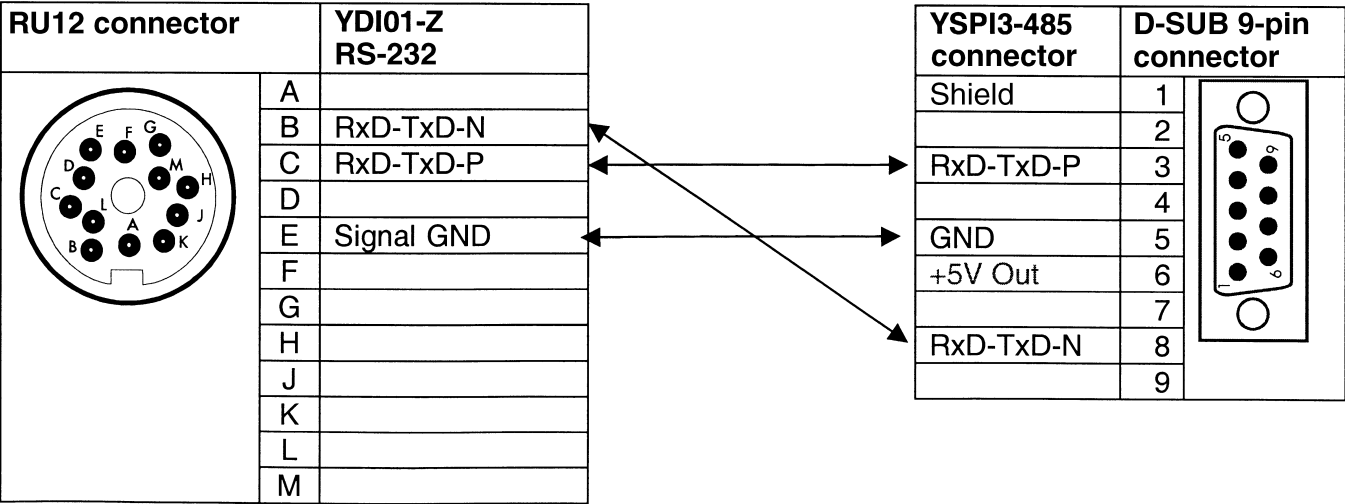 RU12 connector
YDI01-Z
RS-232
A
B RxD-TxD-N
C RxD-TxD-P
D
E Signal GND
F
G
H
J
K
L
M
E F G
D M H
C L J
B A K
YSPI3-485
connector
D-SUB 9-pin
connector
Shield 1
2
RxD-TxD-P 3
4
GND 5
+5V Out 6
7
RxD-TxD-N 8
9
5 9
1 6